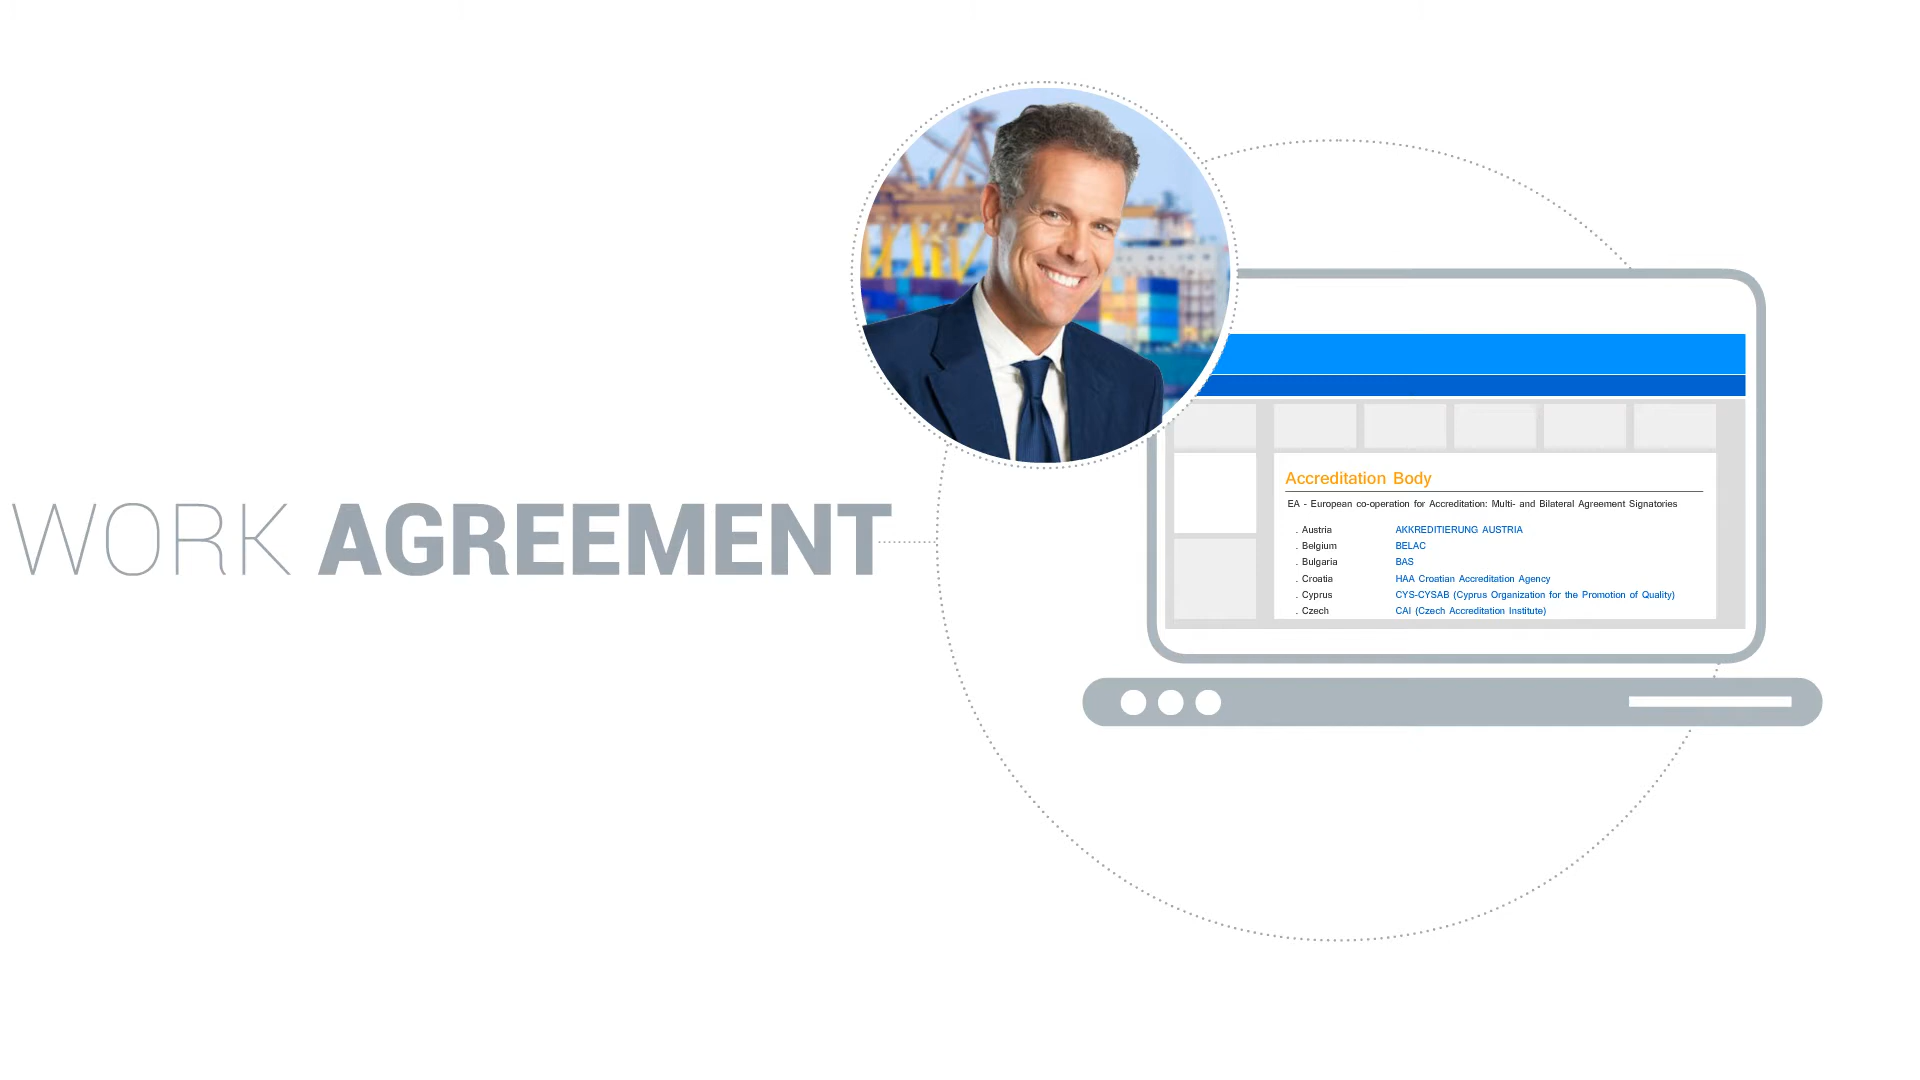 WORK AGREEMENT
Accreditation Body
EA - European co-operation for Accreditation: Multi- and Bilateral Agreement Signatories
. Austria AKKREDITIERUNG AUSTRIA
. Belgium BELAC
. Bulgaria BAS
. Croatia HAA Croatian Accreditation Agency
. Cyprus CYS-CYSAB (Cyprus Organization for the Promotion of Quality)
. Czech CAI (Czech Accreditation Institute)